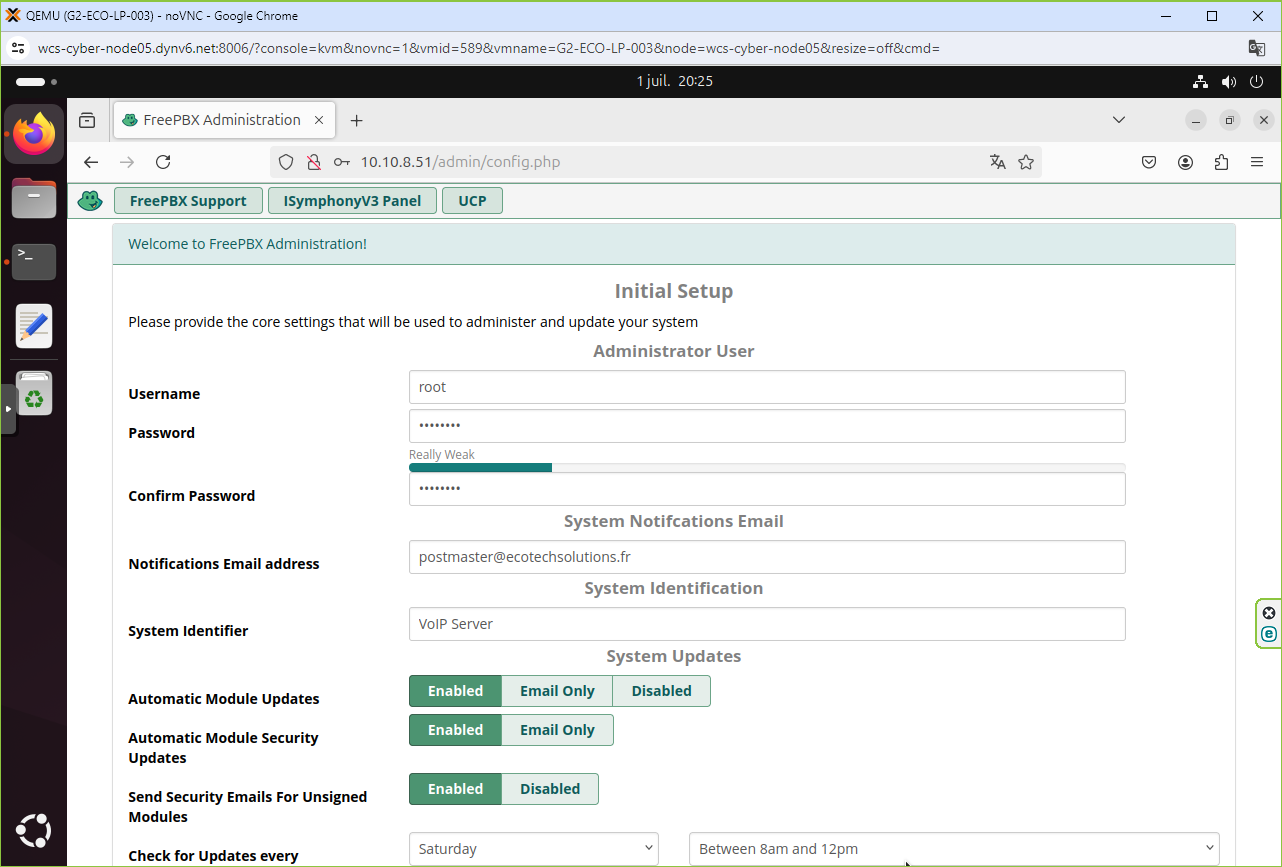 QEMU (G2-ECO-LP-003) - noVNC - Google Chrome
wcs-cyber-node05.dynv6.net:8006/?console=kvm&novnc=1&vmid=589&vmname=G2-ECO-LP-003&node=wcs-cyber-node05&resize=off&cmd=
1 juil. 20:25
FreePBX Administration
10.10.8.51/admin/config.php
FreePBX Support
ISymphonyV3 Panel
UCP
Welcome to FreePBX Administration!
Initial Setup
Please provide the core settings that will be used to administer and update your system
Administrator User
Username
root
Password
••••••••
Really Weak
Confirm Password
••••••••
System Notifcations Email
Notifications Email address
postmaster@ecotechsolutions.fr
System Identification
System Identifier
VoIP Server
System Updates
Automatic Module Updates
Enabled
Email Only
Disabled
Automatic Module Security
Updates
Enabled
Email Only
Send Security Emails For Unsigned
Modules
Enabled
Disabled
Check for Updates every
Saturday
Between 8am and 12pm